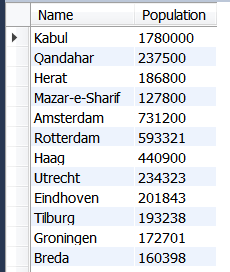 Name Population
Kabul 1780000
Qandahar 237500
Herat 186800
Mazar-e-Sharif 127800
Amsterdam 731200
Rotterdam 593321
Haag 440900
Utrecht 234323
Eindhoven 201843
Tilburg 193238
Groningen 172701
Breda 160398